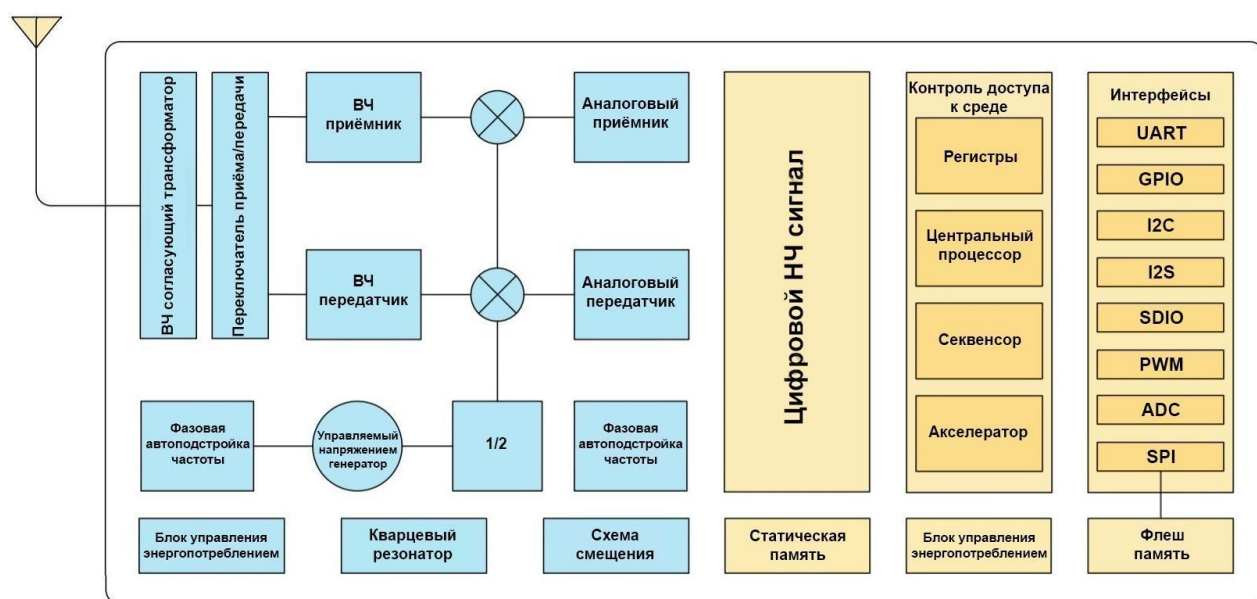 ВЧ согласующий трансформатор
Переключатель приёма/передачи
ВЧ
приёмник
Аналоговый
приёмник
ВЧ
передатчик
Аналоговый
передатчик
Фазовая
автоподстройка
частоты
Управляемый
напряжением
генератор
1/2
Фазовая
автоподстройка
частоты
Блок управления
энергопотреблением
Кварцевый
резонатор
Схема
смещения
Цифровой НЧ сигнал
Статическая
память
Контроль доступа
к среде
Регистры
Центральный
процессор
Секвенсор
Акселератор
Блок управления
энергопотреблением
Интерфейсы
UART
GPIO
I2C
I2S
SDIO
PWM
ADC
SPI
Флеш
память